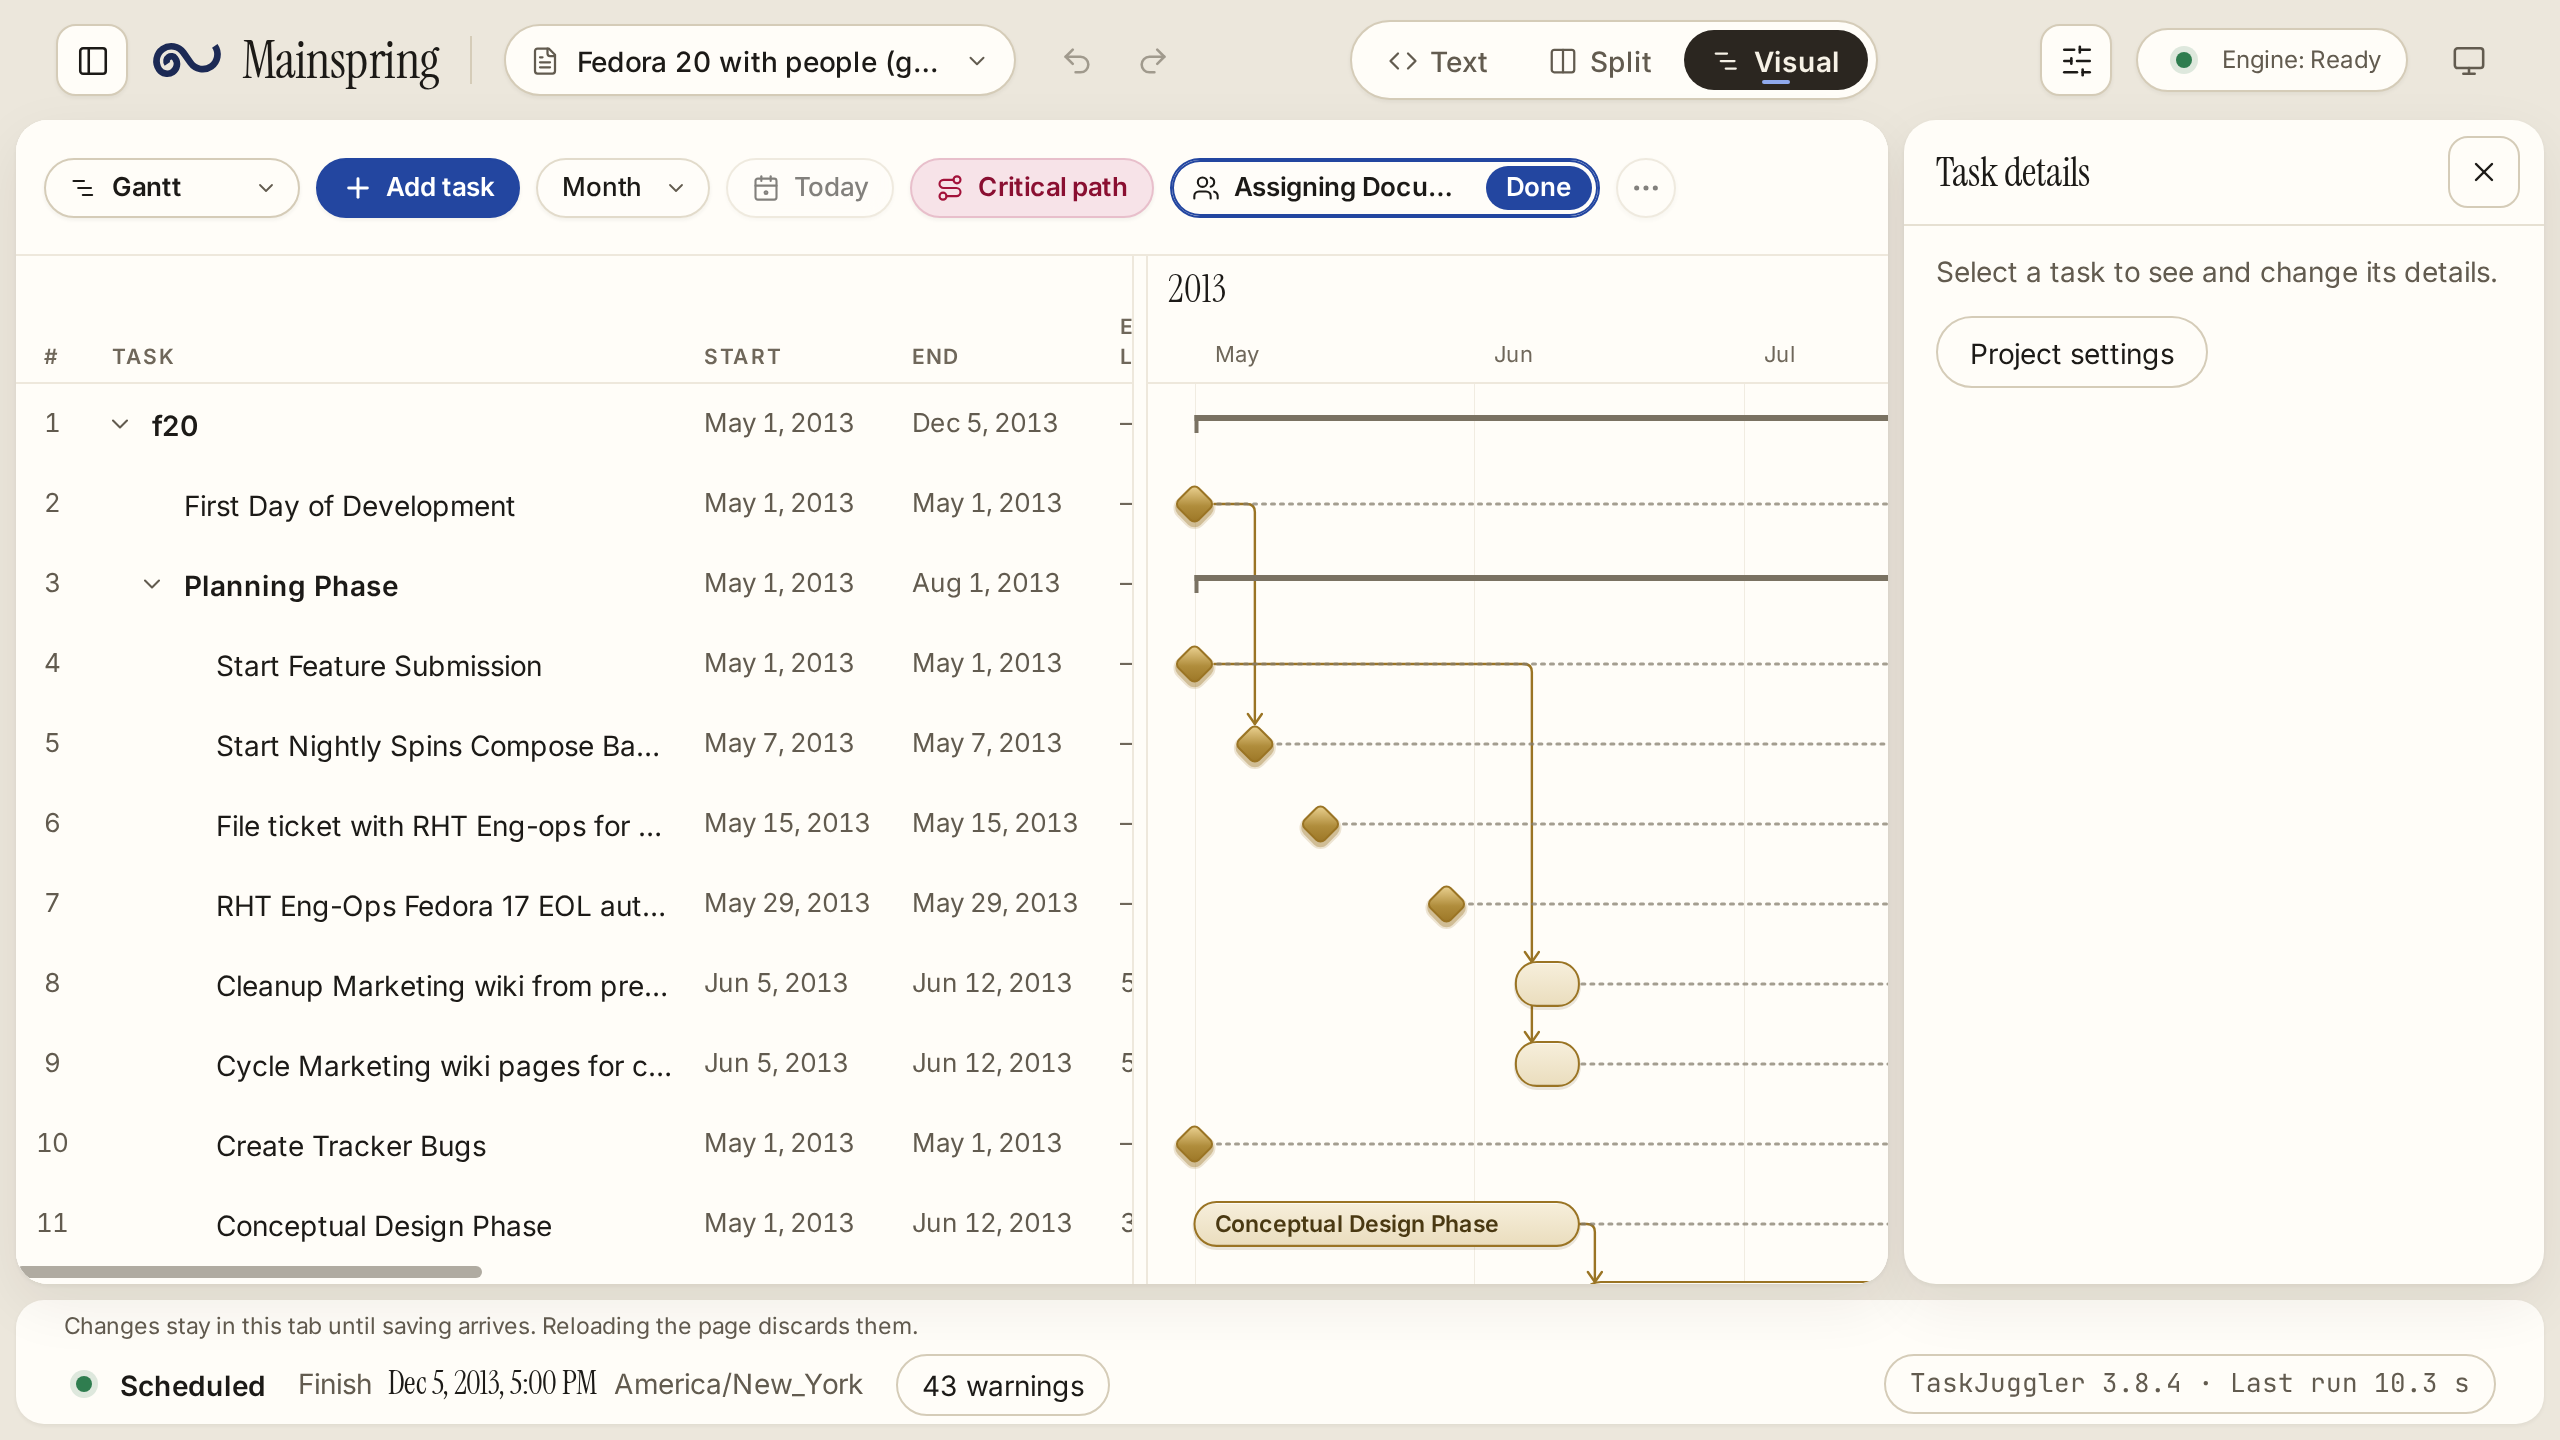 Mainspring
Fedora 20 with people (g...
Text
Split
Visual
Engine: Ready
Gantt
Add task
Month
Today
Critical path
Assigning Docu...
Done
Task details
Select a task to see and change its details.
Project settings
2013
# TASK START END
May Jun Jul
1 f20 May 1, 2013 Dec 5, 2013 –
2 First Day of Development May 1, 2013 May 1, 2013 –
3 Planning Phase May 1, 2013 Aug 1, 2013 –
4 Start Feature Submission May 1, 2013 May 1, 2013 –
5 Start Nightly Spins Compose Ba... May 7, 2013 May 7, 2013 –
6 File ticket with RHT Eng-ops for ... May 15, 2013 May 15, 2013 –
7 RHT Eng-Ops Fedora 17 EOL aut... May 29, 2013 May 29, 2013 –
8 Cleanup Marketing wiki from pre... Jun 5, 2013 Jun 12, 2013 5
9 Cycle Marketing wiki pages for c... Jun 5, 2013 Jun 12, 2013 5
10 Create Tracker Bugs May 1, 2013 May 1, 2013 –
11 Conceptual Design Phase May 1, 2013 Jun 12, 2013 3
Conceptual Design Phase
Changes stay in this tab until saving arrives. Reloading the page discards them.
Scheduled Finish Dec 5, 2013, 5:00 PM America/New_York 43 warnings
TaskJuggler 3.8.4 · Last run 10.3 s